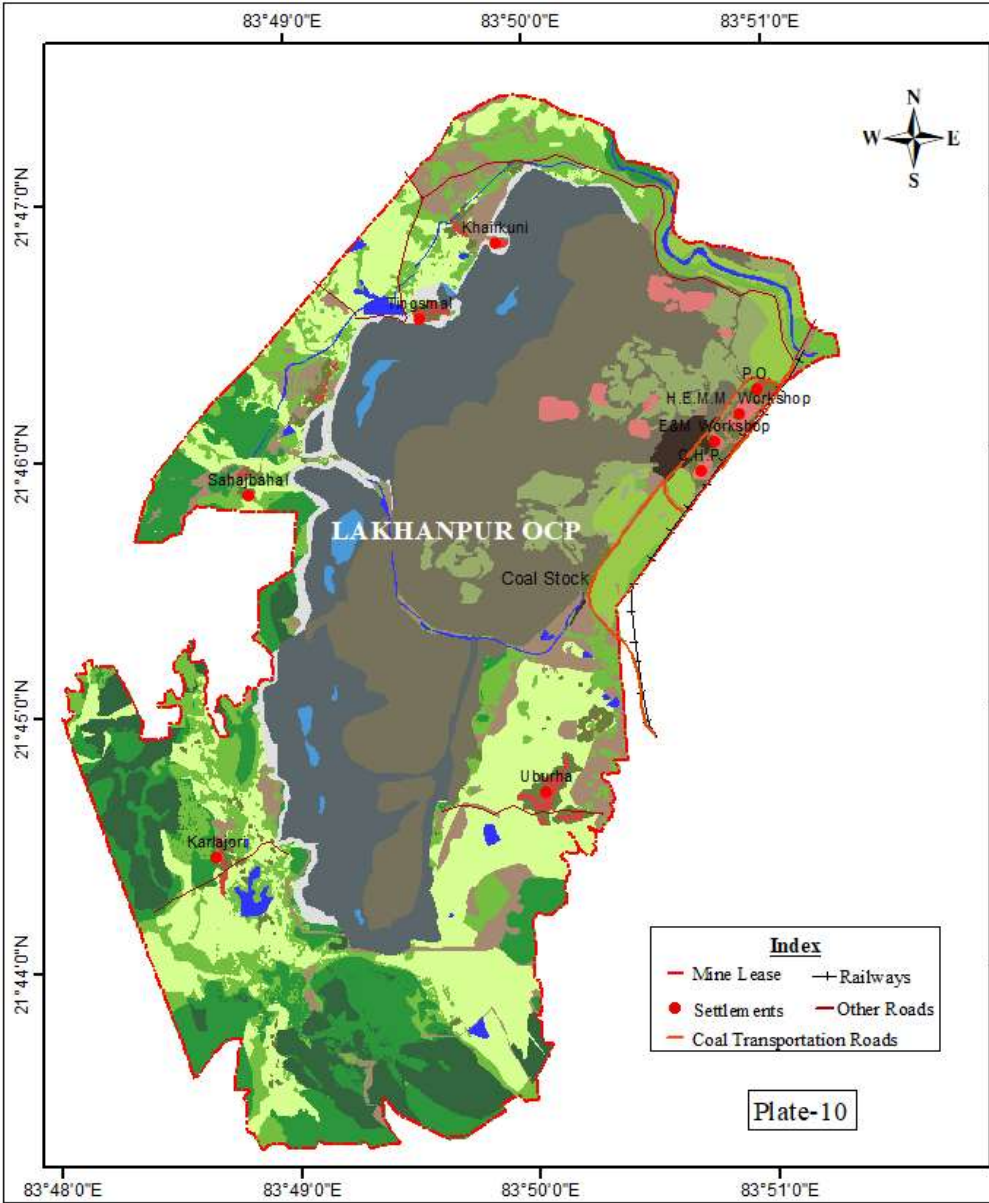 83°49'0"E 83°50'0"E 83°51'0"E
N
W E
S
21°47'0"N
Khairkuni
Tingsmal
P.O.
H.E.M.M. Workshop
E&M Workshop
C.H.P.
21°46'0"N
Sahajbahal
LAKHANPUR OCP
Coal Stock
21°45'0"N
Uburha
Karlajori
21°44'0"N
Index
Mine Lease Railways
Settlements Other Roads
Coal Transportation Roads
Plate-10
83°48'0"E 83°49'0"E 83°50'0"E 83°51'0"E